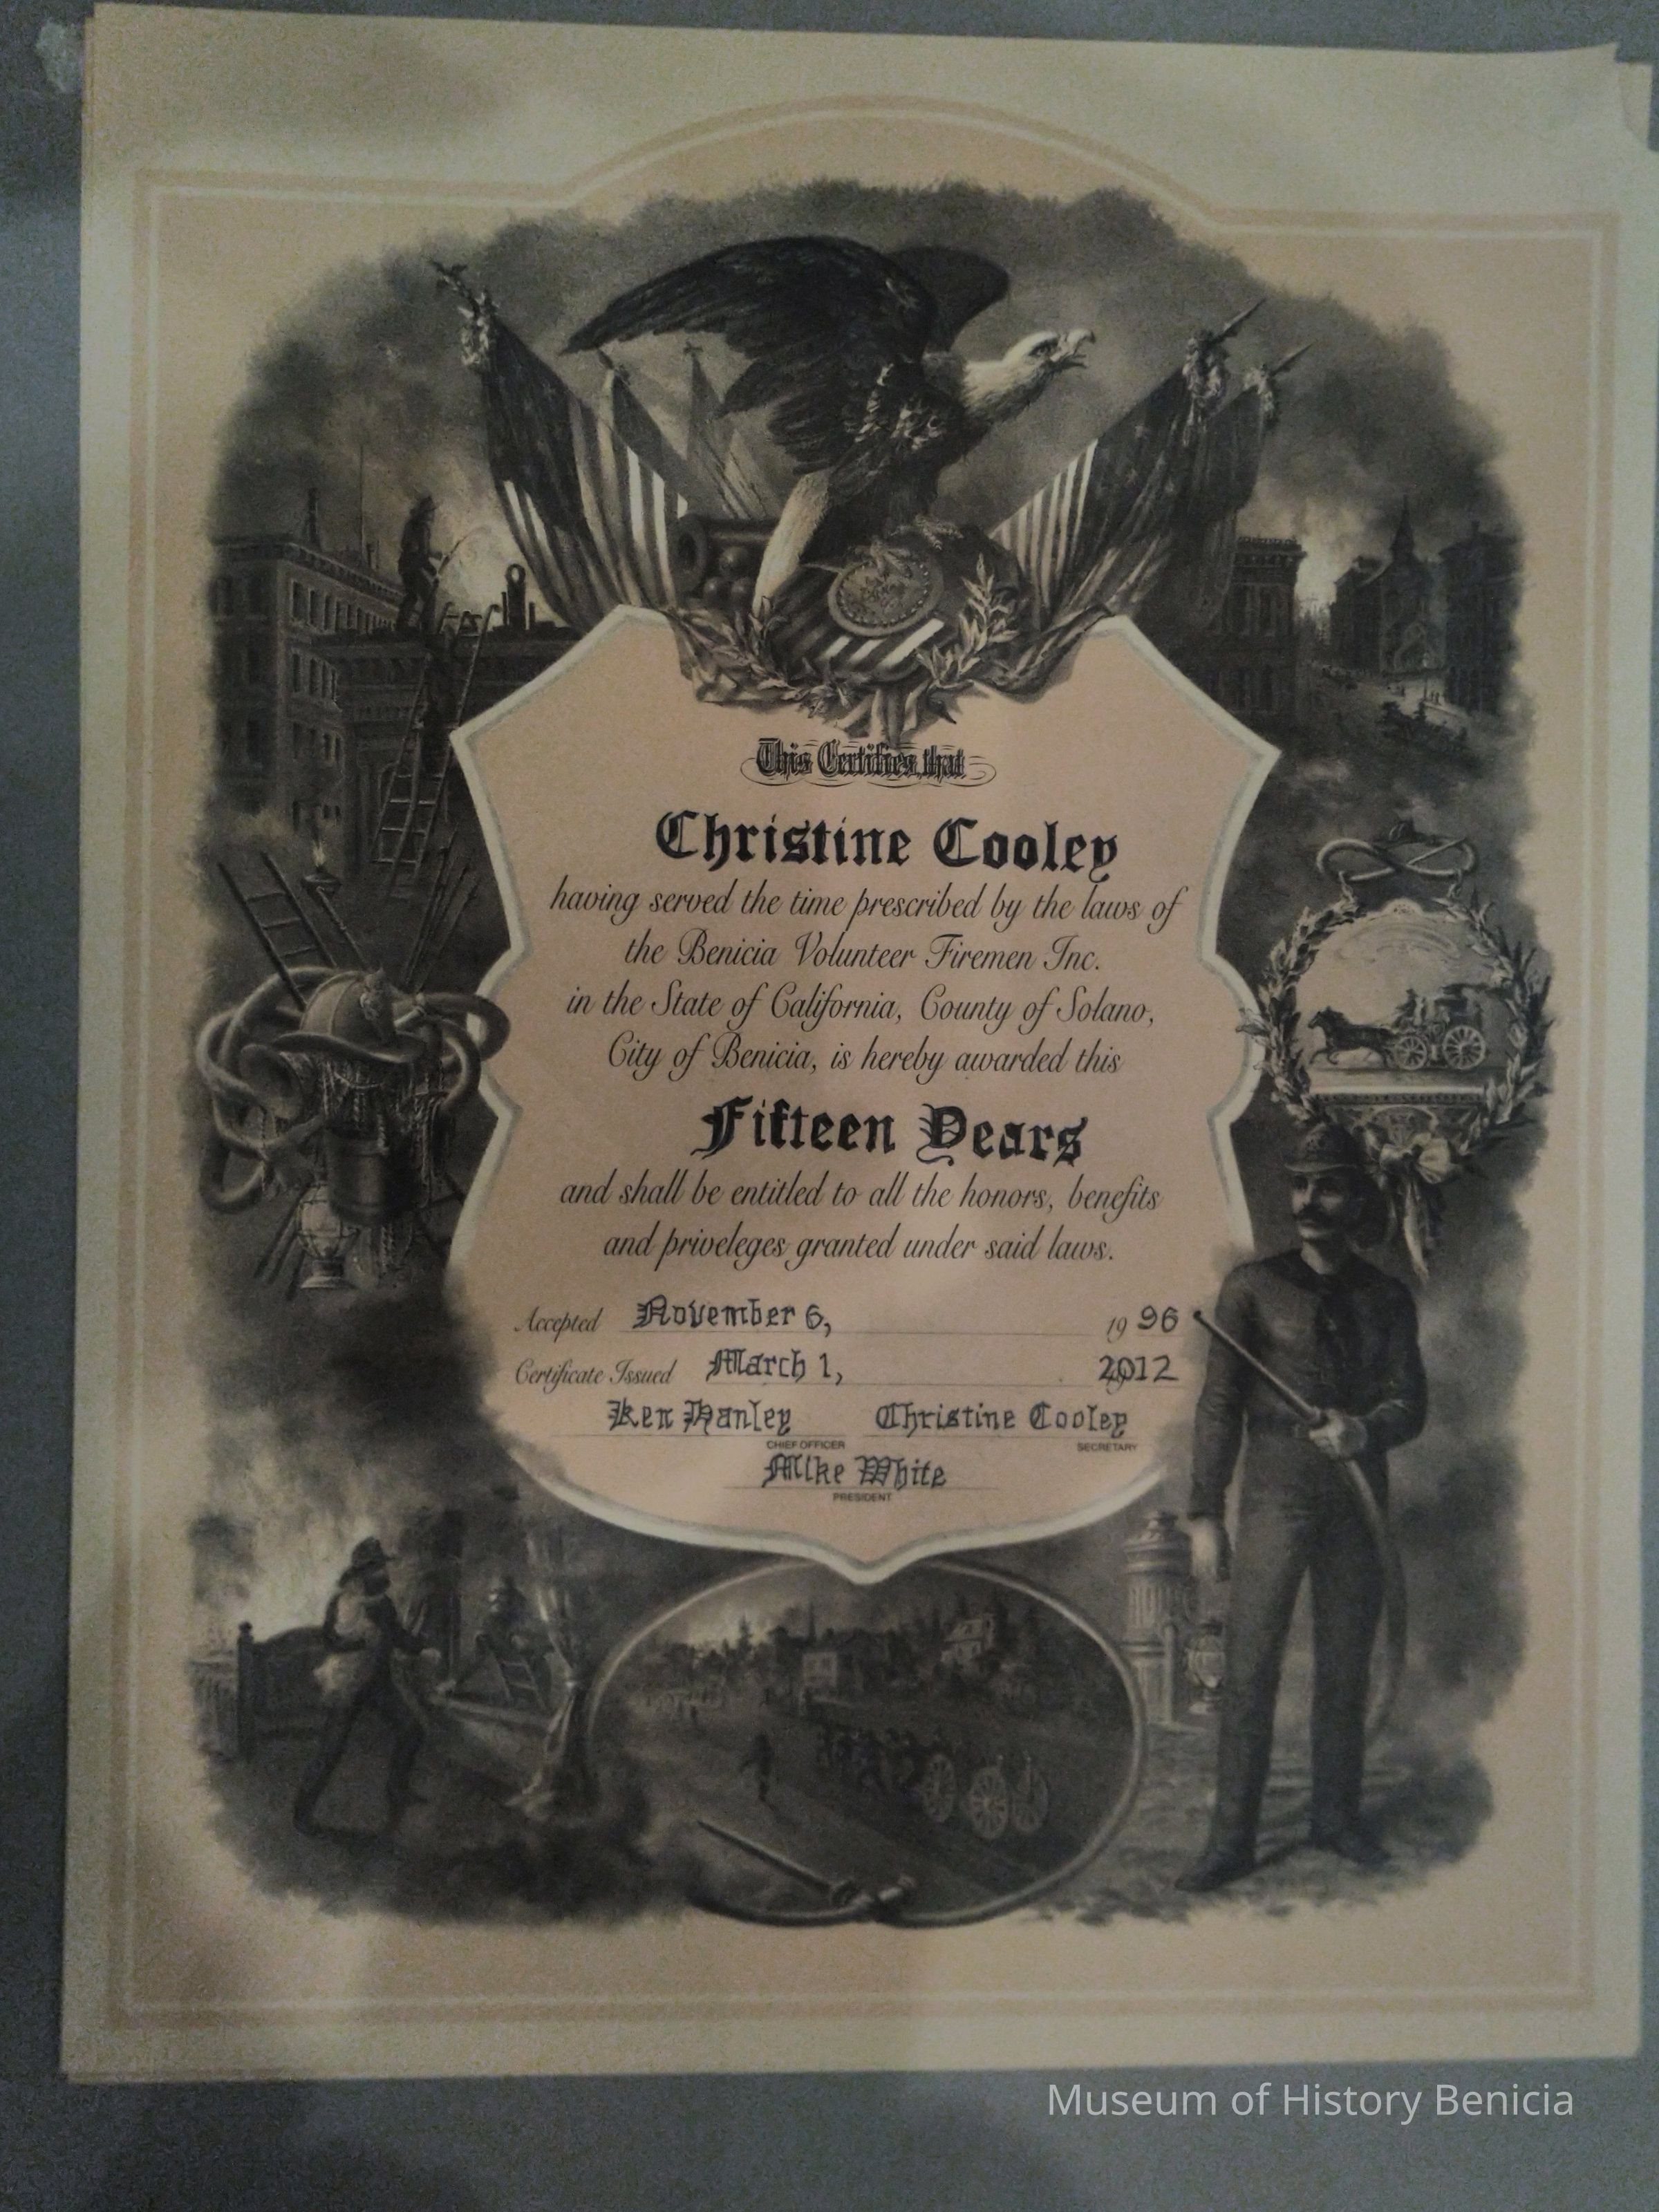 This Certifies that
Christine Cooley
having served the time prescribed by the laws of
the Benicia Volunteer Firemen Inc.
in the State of California, County of Solano,
City of Benicia, is hereby awarded this
Fifteen Years
and shall be entitled to all the honors, benefits
and priveleges granted under said laws.
Accepted November 6, 1996
Certificate Issued March 1, 2012
Ken Hanley Christine Cooley
CHIEF OFFICER SECRETARY
Mike White
PRESIDENT
Museum of History Benicia